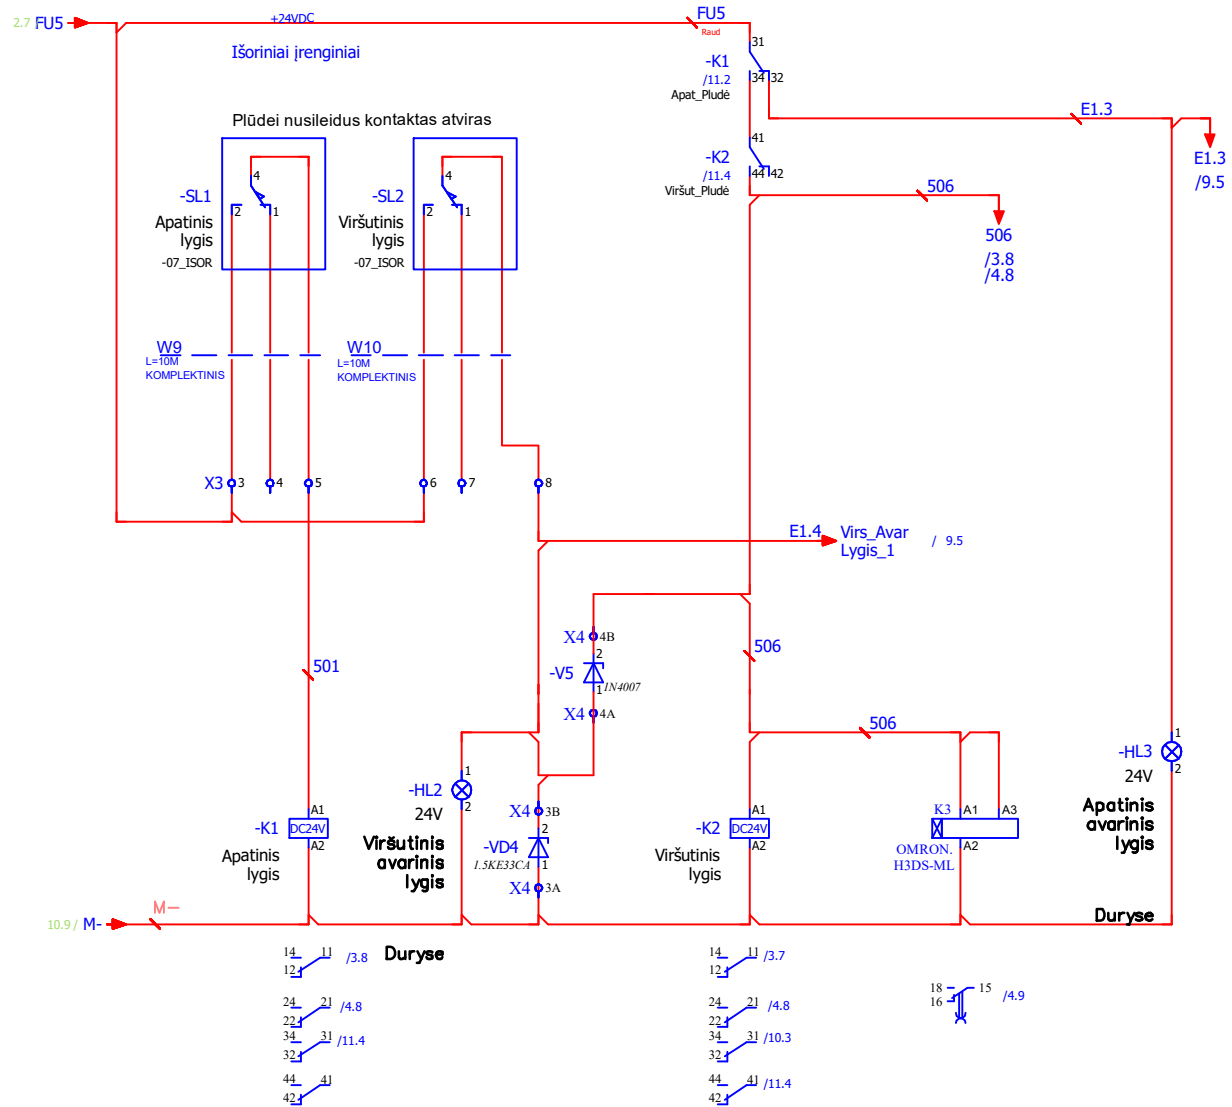 2.7 FU5
+24VDC
FU5
Raud
Išoriniai įrenginiai
31
-K1
/11.2
Apat_Pludė
34 32
E1.3
E1.3
/9.5
Plūdei nusileidus kontaktas atviras
41
-K2
/11.4
Viršut_Pludė
44 42
506
506
/3.8
/4.8
4
-SL1
2 1
Apatinis
lygis
-07_ISOR
4
-SL2
2 1
Viršutinis
lygis
-07_ISOR
W9
L=10M
KOMPLEKTINIS
W10
L=10M
KOMPLEKTINIS
X3 3 4 5 6 7 8
E1.4 Virs_Avar
Lygis_1
/ 9.5
X4 4B
2
-V5
1 1N4007
X4 4A
506
501
506
1
-HL3
2
24V
Apatinis
avarinis
lygis
Duryse
1
-HL2
2
24V
Viršutinis
avarinis
lygis
Duryse
X4 3B
2
-VD4
1
1.5KE33CA
X4 3A
A1
-K1 DC24V
A2
Apatinis
lygis
A1
-K2 DC24V
A2
Viršutinis
lygis
K3 A1 A3
A2
OMRON.
H3DS-ML
M-
10.9 / M-
14 11 /3.8
12
24 21 /4.8
22
34 31 /11.4
32
44 41
42
14 11 /3.7
12
24 21 /4.8
22
34 31 /10.3
32
44 41 /11.4
42
18 15 /4.9
16